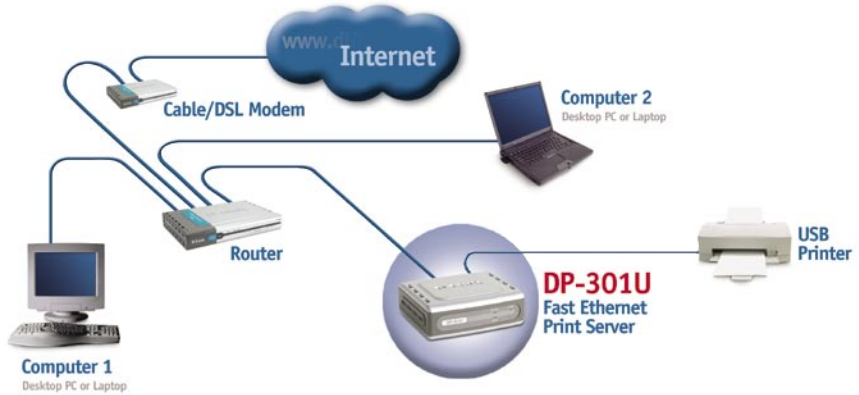 www.d
Internet
Cable/DSL Modem
Computer 2
Desktop PC or Laptop
Router
USB
Printer
DP-301U
Fast Ethernet
Print Server
Computer 1
Desktop PC or Laptop